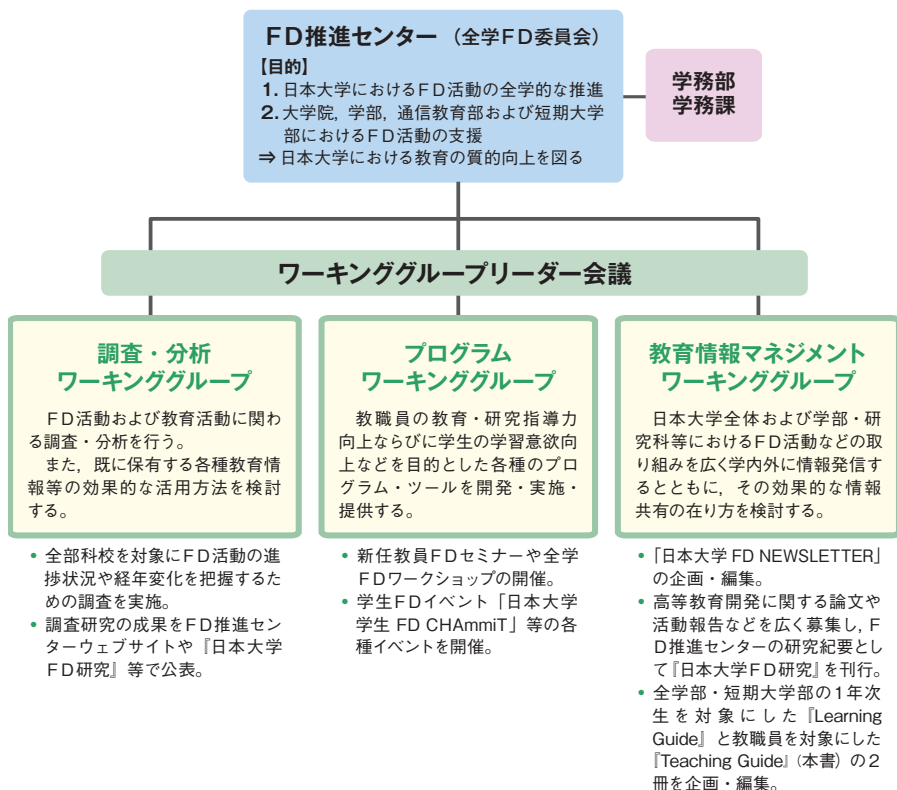 FD推進センター（全学FD委員会）
【目的】
1. 日本大学におけるFD活動の全学的な推進
2. 大学院，学部，通信教育部および短期大学
部におけるFD活動の支援
⇒ 日本大学における教育の質的向上を図る
学務部
学務課
ワーキンググループリーダー会議
調査・分析
ワーキンググループ
FD活動および教育活動に関わ
る調査・分析を行う。
また，既に保有する各種教育情
報等の効果的な活用方法を検討
する。
• 全部科校を対象にFD活動の進
捗状況や経年変化を把握するた
めの調査を実施。
• 調査研究の成果をFD推進セン
ターウェブサイトや『日本大学
FD研究』等で公表。
プログラム
ワーキンググループ
教職員の教育・研究指導力
向上ならびに学生の学習意欲向
上などを目的とした各種のプロ
グラム・ツールを開発・実施・
提供する。
• 新任教員FDセミナーや全学
FDワークショップの開催。
• 学生FDイベント「日本大学
学生 FD CHAmmiT」等の各
種イベントを開催。
教育情報マネジメント
ワーキンググループ
日本大学全体および学部・研
究科等におけるFD活動などの取
り組みを広く学内外に情報発信す
るとともに，その効果的な情報
共有の在り方を検討する。
• 「日本大学 FD NEWSLETTER」
の企画・編集。
• 高等教育開発に関する論文や
活動報告などを広く募集し，F
D推進センターの研究紀要とし
て『日本大学FD研究』を刊行。
• 全学部・短期大学部の1年次
生を対象にした『Learning
Guide』と教職員を対象にした
『Teaching Guide』（本書）の2
冊を企画・編集。